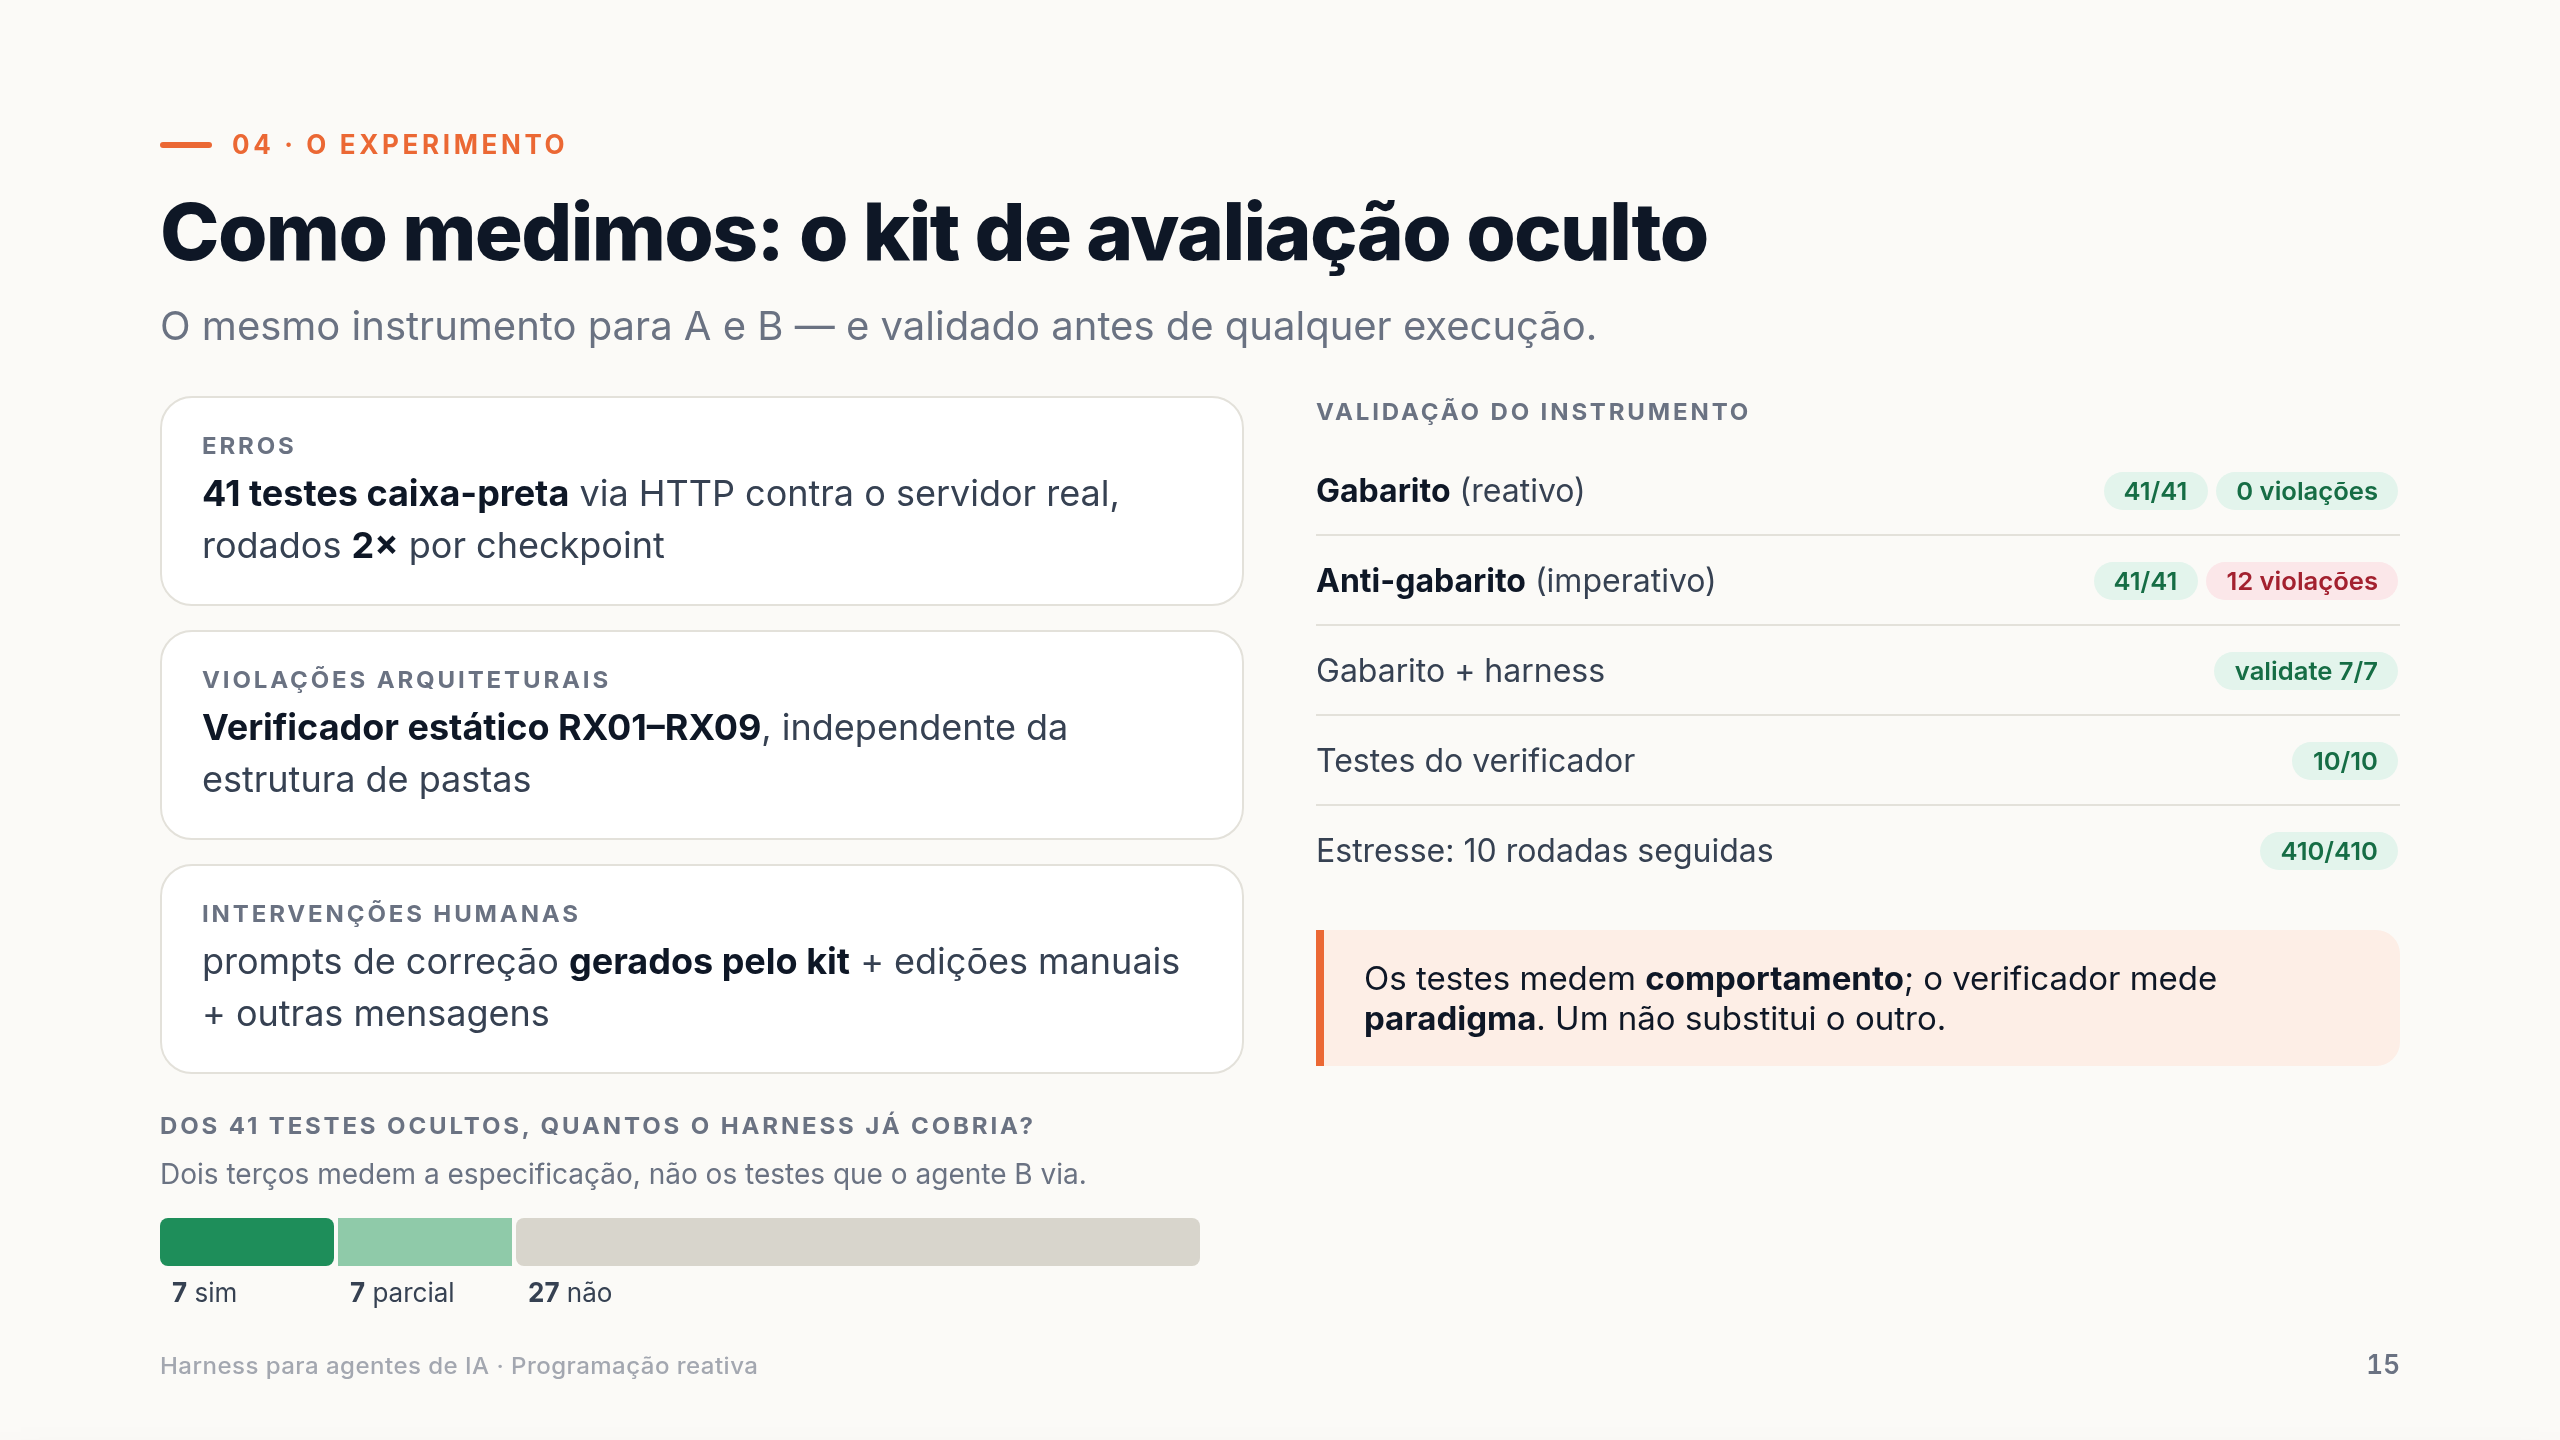 04 · O EXPERIMENTO
Como medimos: o kit de avaliação oculto
O mesmo instrumento para A e B — e validado antes de qualquer execução.
ERROS
41 testes caixa-preta via HTTP contra o servidor real,
rodados 2× por checkpoint
VIOLAÇÕES ARQUITETURAIS
Verificador estático RX01–RX09, independente da
estrutura de pastas
INTERVENÇÕES HUMANAS
prompts de correção gerados pelo kit + edições manuais
+ outras mensagens
DOS 41 TESTES OCULTOS, QUANTOS O HARNESS JÁ COBRIA?
Dois terços medem a especificação, não os testes que o agente B via.
7 sim
7 parcial
27 não
VALIDAÇÃO DO INSTRUMENTO
Gabarito (reativo) 41/41 0 violações
Anti-gabarito (imperativo) 41/41 12 violações
Gabarito + harness validate 7/7
Testes do verificador 10/10
Estresse: 10 rodadas seguidas 410/410
Os testes medem comportamento; o verificador mede
paradigma. Um não substitui o outro.
Harness para agentes de IA · Programação reativa
15